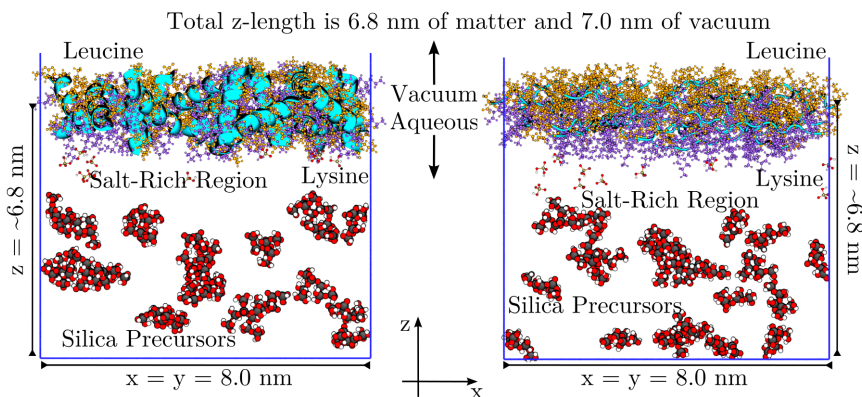 Total z-length is 6.8 nm of matter and 7.0 nm of vacuum
Leucine
Leucine
Vacuum
Aqueous
z = ~6.8 nm
z = ~6.8 nm
Salt-Rich Region
Lysine
Lysine
Salt-Rich Region
Silica Precursors
Silica Precursors
z
x
x = y = 8.0 nm
x = y = 8.0 nm